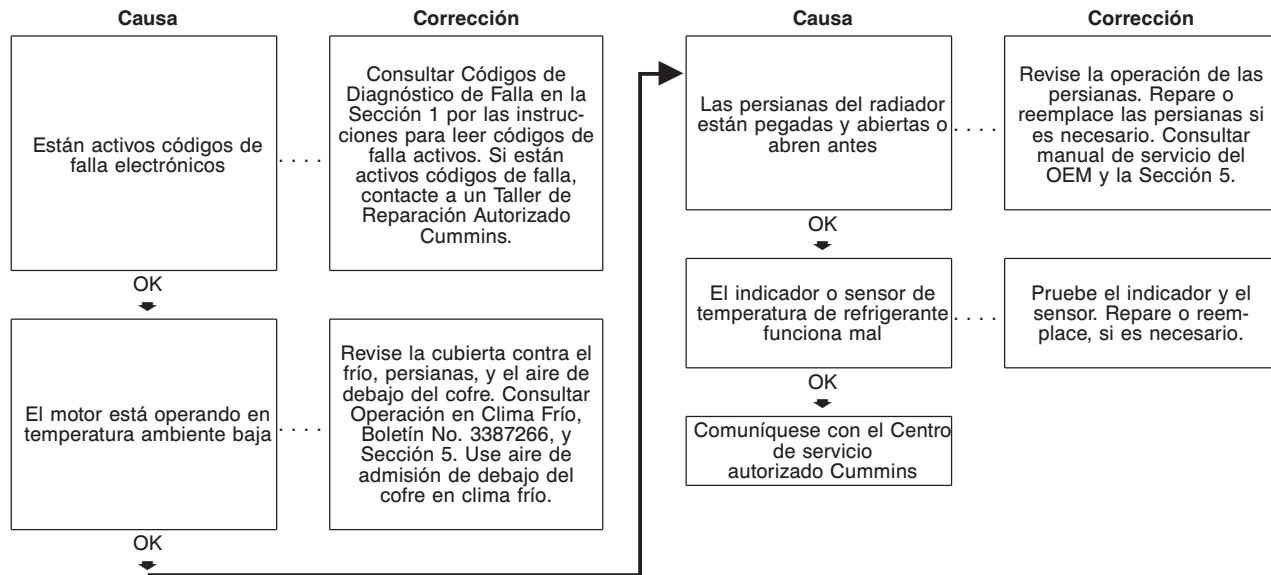 Causa
Corrección
Están activos códigos de
falla electrónicos
. . . .
Consultar Códigos de
Diagnóstico de Falla en la
Sección 1 por las instruc-
ciones para leer códigos de
falla activos. Si están
activos códigos de falla,
contacte a un Taller de
Reparación Autorizado
Cummins.
OK
El motor está operando en
temperatura ambiente baja
. . . .
Revise la cubierta contra el
frío, persianas, y el aire de
debajo del cofre. Consultar
Operación en Clima Frío,
Boletín No. 3387266, y
Sección 5. Use aire de
admisión de debajo del
cofre en clima frío.
OK
Causa
Corrección
Las persianas del radiador
están pegadas y abiertas o
abren antes
. . . .
Revise la operación de las
persianas. Repare o
reemplace las persianas si
es necesario. Consultar
manual de servicio del
OEM y la Sección 5.
OK
El indicador o sensor de
temperatura de refrigerante
funciona mal
. . . .
Pruebe el indicador y el
sensor. Repare o reem-
place, si es necesario.
OK
Comuníquese con el Centro
de servicio
autorizado Cummins